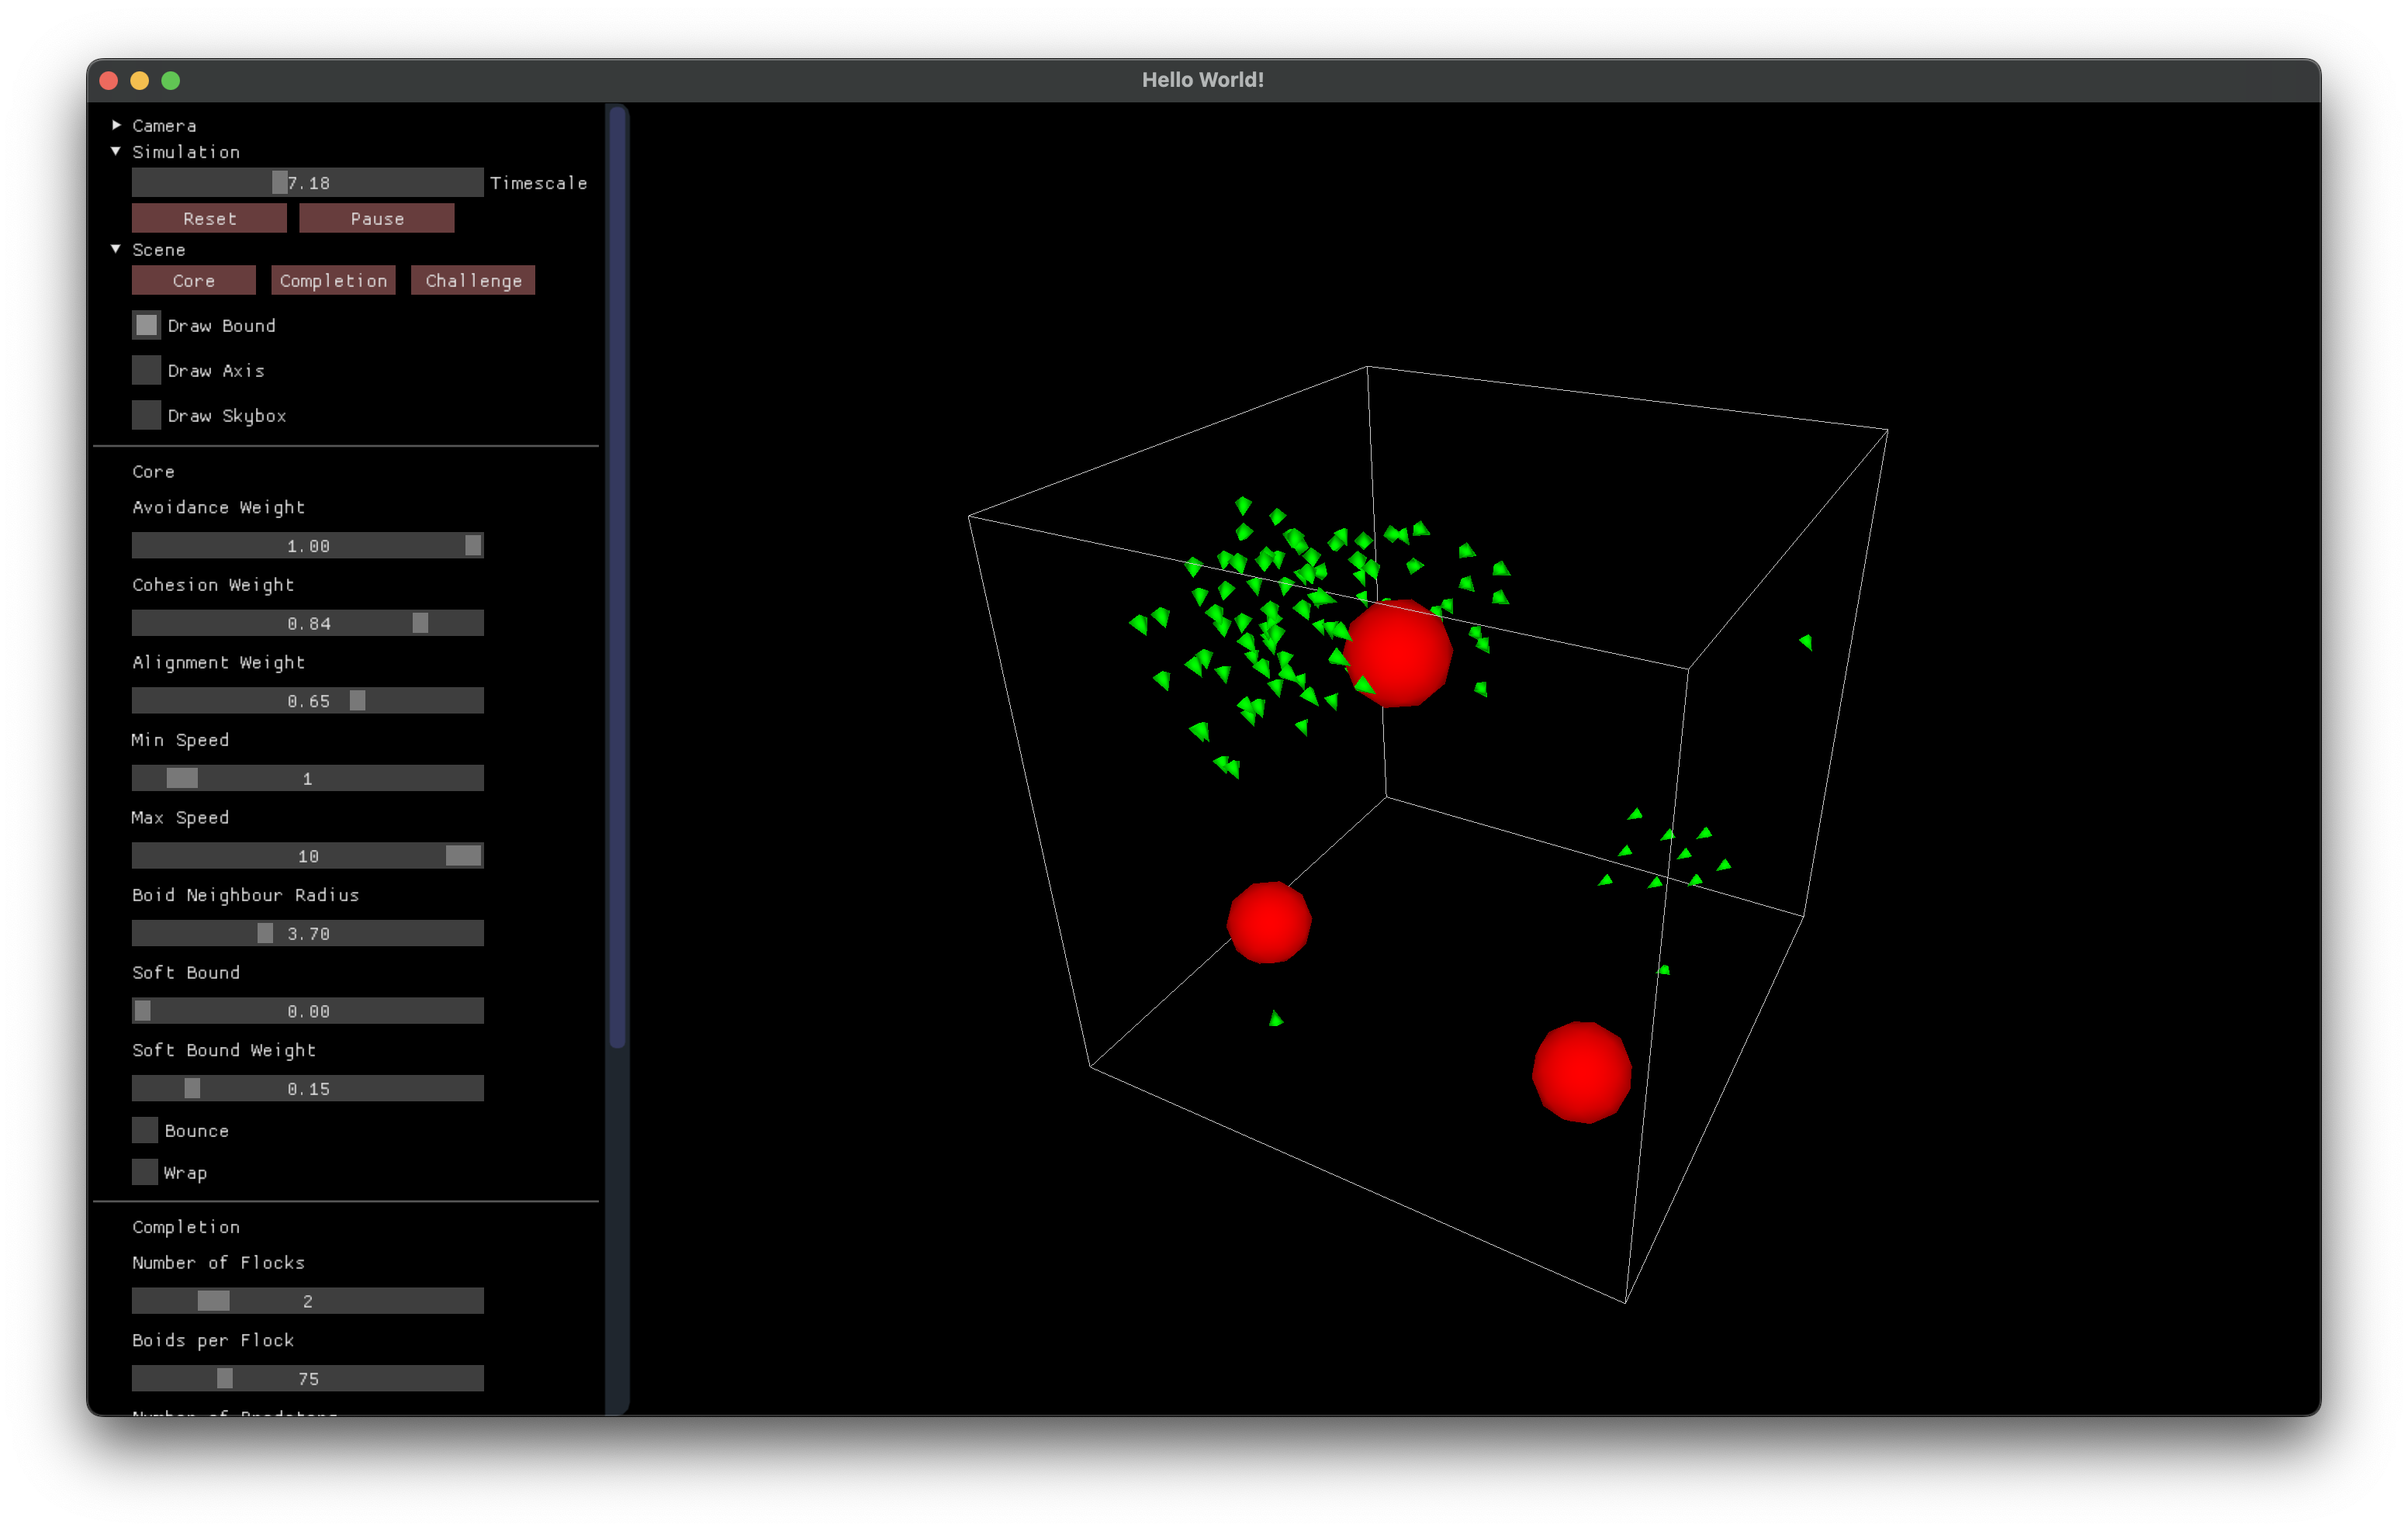 Hello World!
Camera
Simulation
7.18 Timescale
Reset Pause
Scene
Core Completion Challenge
Draw Bound
Draw Axis
Draw Skybox
Core
Avoidance Weight
1.00
Cohesion Weight
0.84
Alignment Weight
0.65
Min Speed
1
Max Speed
10
Boid Neighbour Radius
3.70
Soft Bound
0.00
Soft Bound Weight
0.15
Bounce
Wrap
Completion
Number of Flocks
2
Boids per Flock
75
Number of Predators